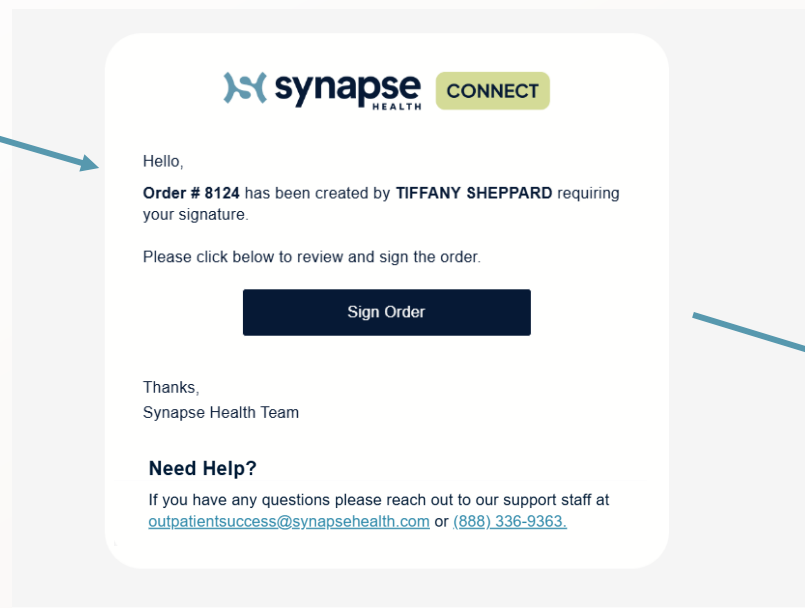 synapse
HEALTH
CONNECT
Hello,
Order # 8124 has been created by TIFFANY SHEPPARD requiring
your signature.
Please click below to review and sign the order.
Sign Order
Thanks,
Synapse Health Team
Need Help?
If you have any questions please reach out to our support staff at
outpatientsuccess@synapsehealth.com or (888) 336-9363.